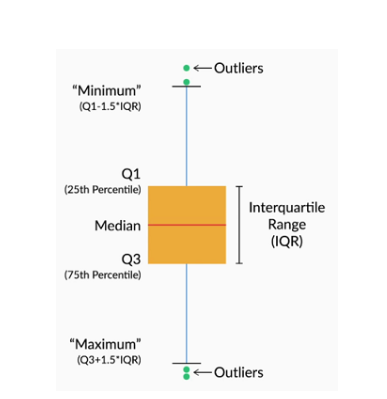 Outliers
“Minimum”
(Q1-1.5*IQR)
Q1
(25th Percentile)
Interquartile
Range
(IQR)
Median
Q3
(75th Percentile)
“Maximum”
(Q3+1.5*IQR)
Outliers